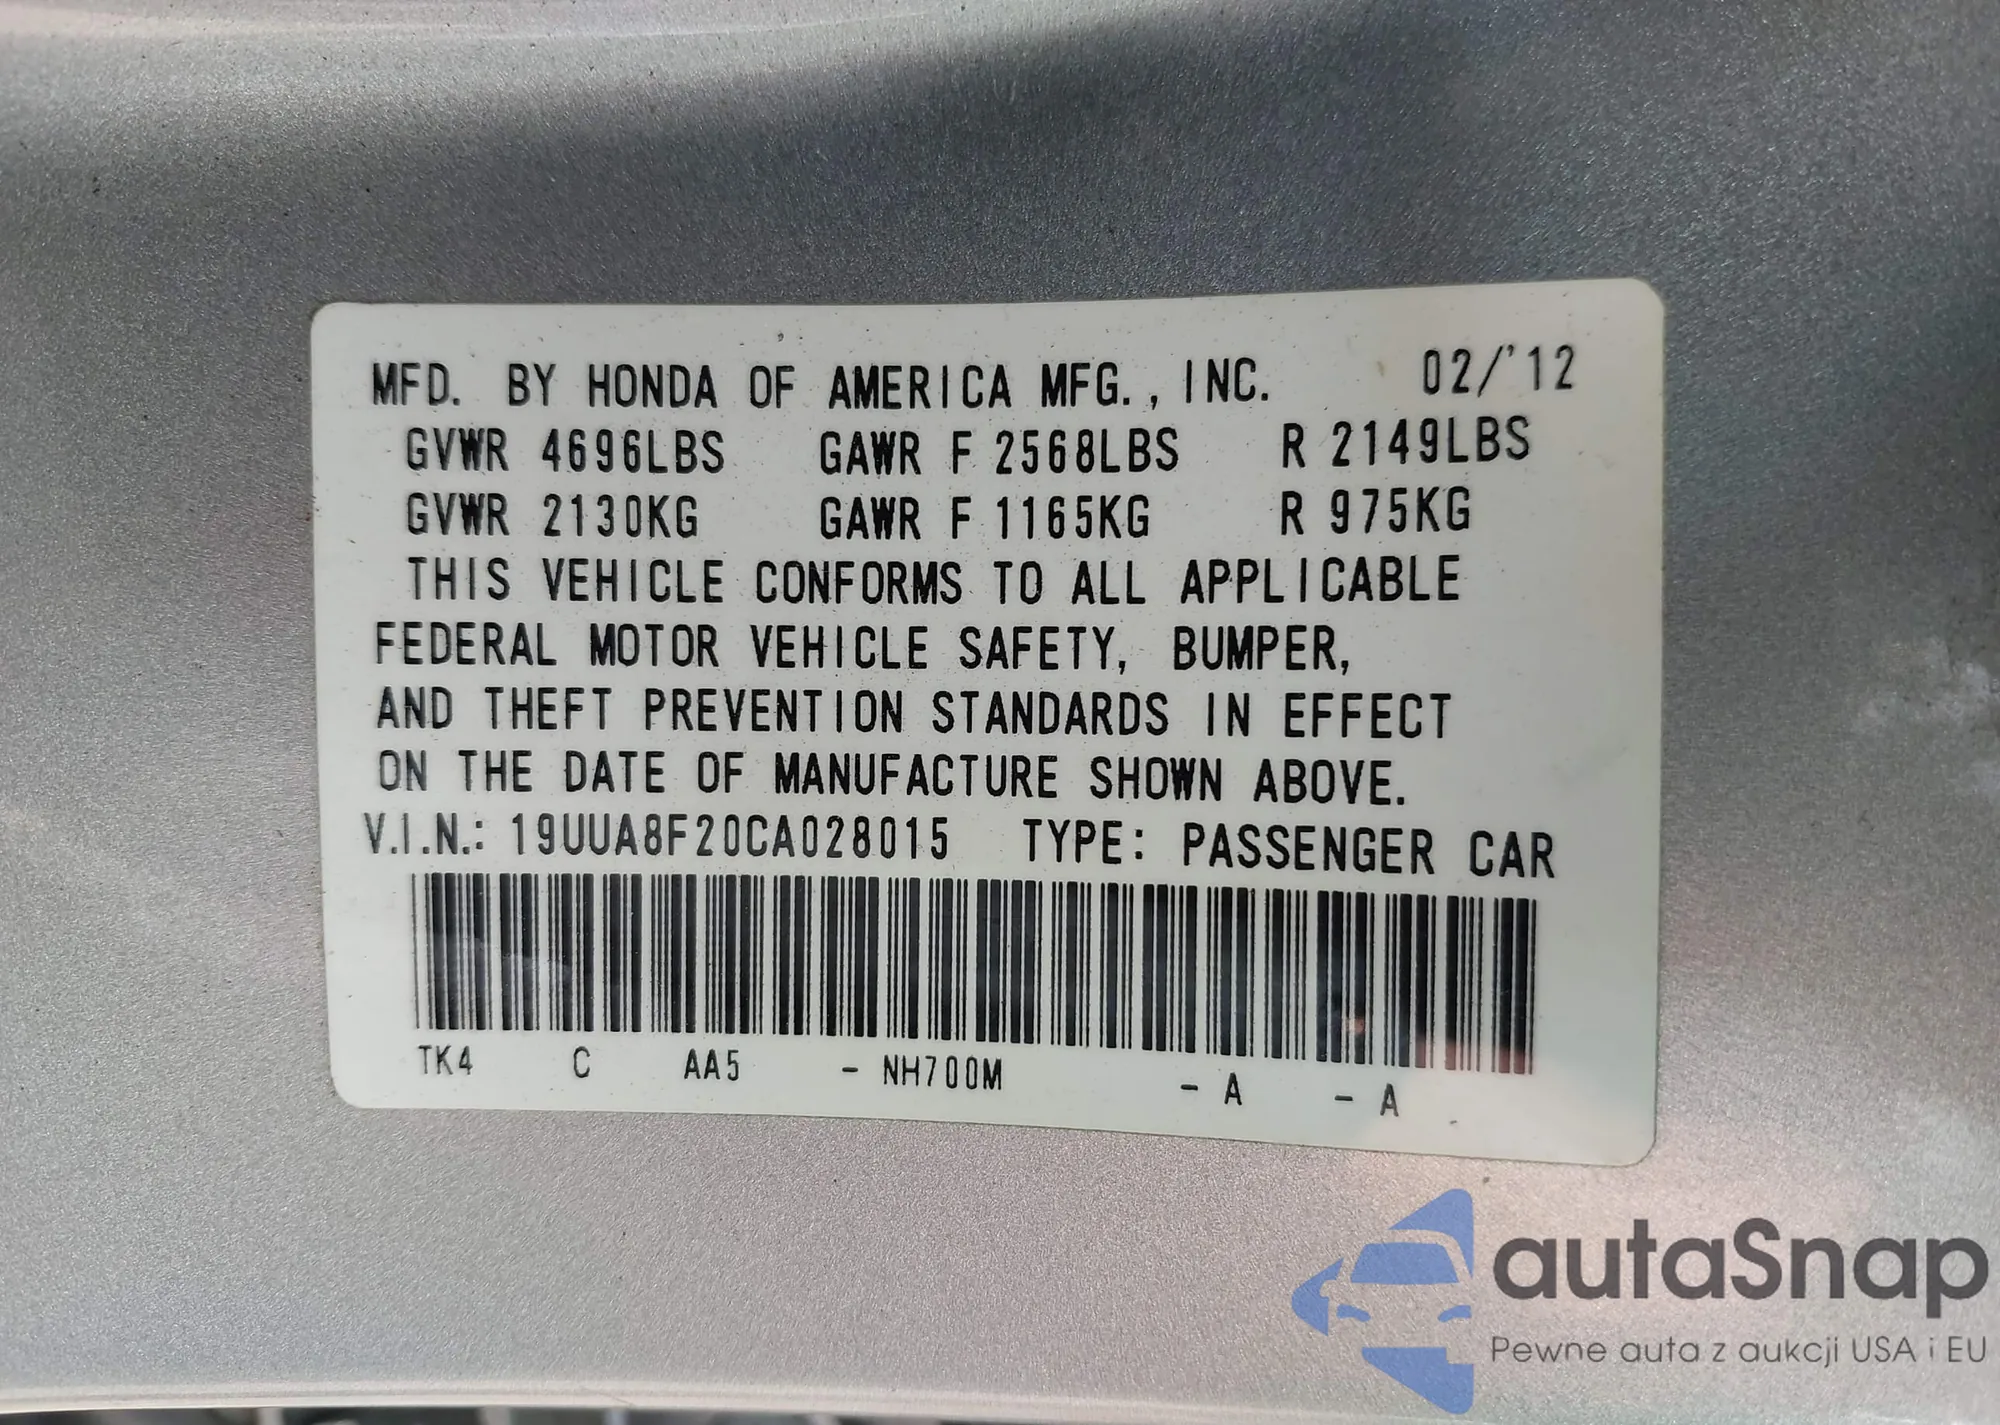 MFD. BY HONDA OF AMERICA MFG., INC. 02/'12
GVWR 4696LBS GAWR F 2568LBS R 2149LBS
GVWR 2130KG GAWR F 1165KG R 975KG
THIS VEHICLE CONFORMS TO ALL APPLICABLE
FEDERAL MOTOR VEHICLE SAFETY, BUMPER,
AND THEFT PREVENTION STANDARDS IN EFFECT
ON THE DATE OF MANUFACTURE SHOWN ABOVE.
V.I.N.: 19UUA8F20CA028015 TYPE: PASSENGER CAR
TK4 C AA5 - NH700M - A - A
autaSnap
Pewne auta z aukcji USA i EU